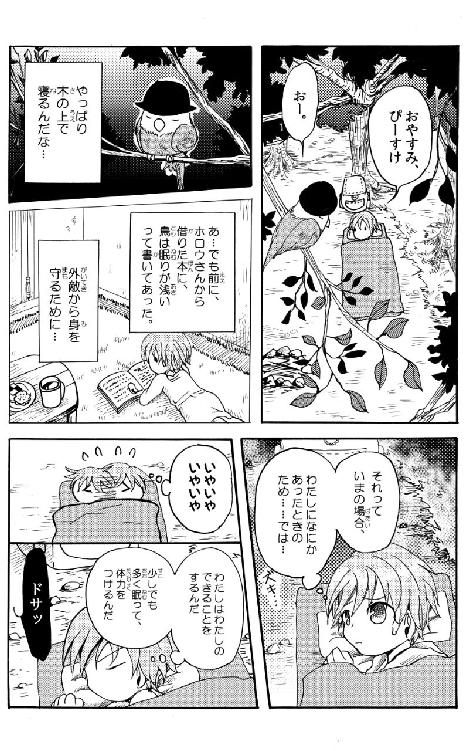 おやすみ、
ぴーすけ
おー。
やっぱり
木の上で
寝るんだな…
あ…でも前に、
ホロウさんから
借りた本に、
鳥は眠りが浅い
って書いてあった。
外敵から身を
守るために…
それって
いまの場合、
わたしになにか
あったときの
ため…では…
いやいや
いやいや
わたしはわたしの
できることを
するんだ
少しでも
多く眠って、
体力を
つけるんだ
ドサッ